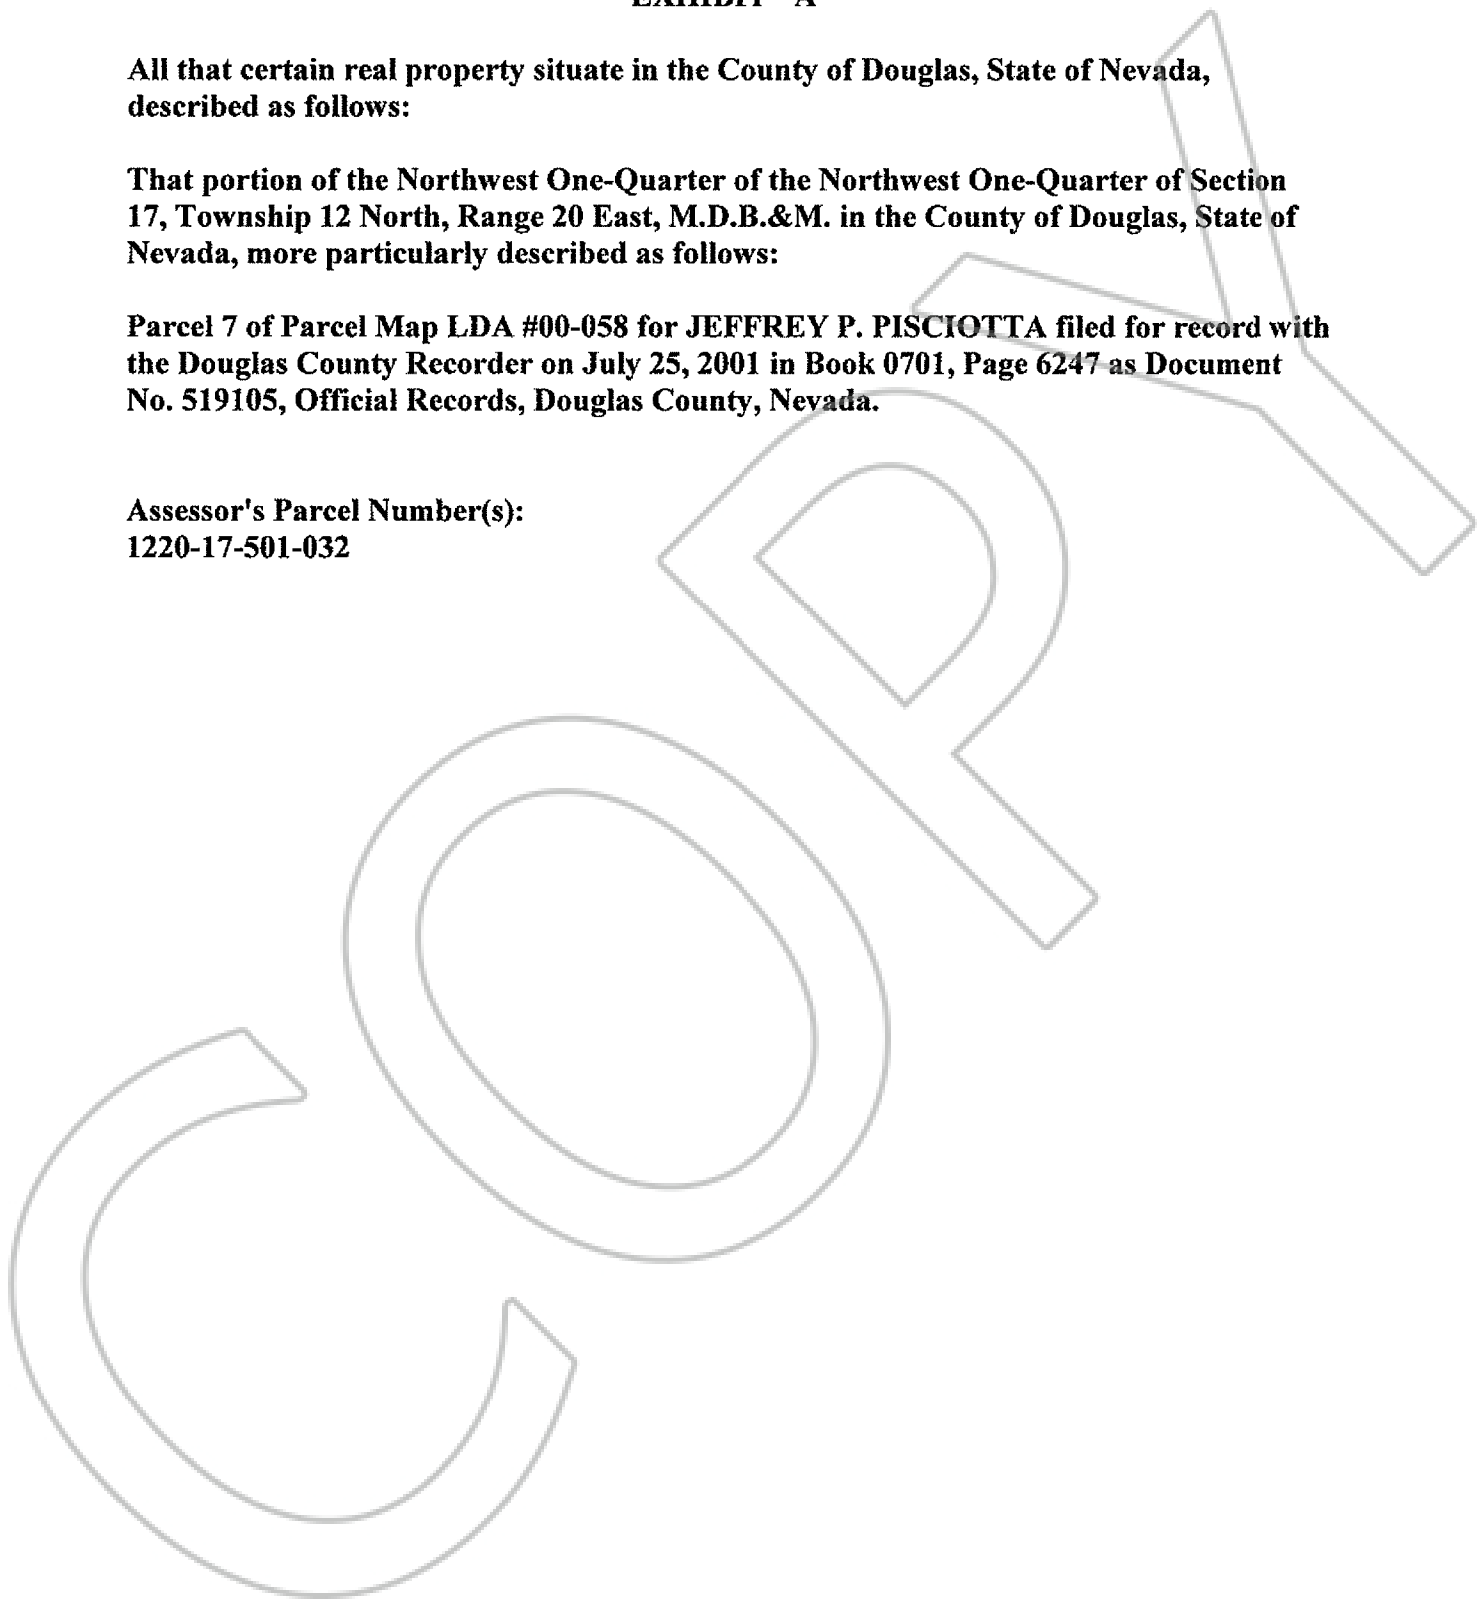 EXHIBIT "A"
All that certain real property situate in the County of Douglas, State of Nevada,
described as follows:
That portion of the Northwest One-Quarter of the Northwest One-Quarter of Section
17, Township 12 North, Range 20 East, M.D.B.&M. in the County of Douglas, State of
Nevada, more particularly described as follows:
Parcel 7 of Parcel Map LDA #00-058 for JEFFREY P. PISCIOTTA filed for record with
the Douglas County Recorder on July 25, 2001 in Book 0701, Page 6247 as Document
No. 519105, Official Records, Douglas County, Nevada.
Assessor's Parcel Number(s):
1220-17-501-032
COPY